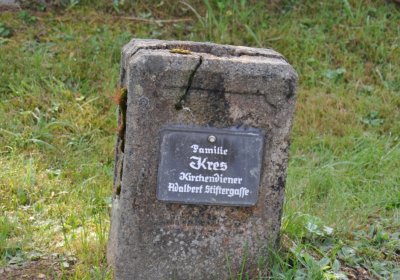 Familie
Kres
Kirchendiener
Adalbert Stiftergasse